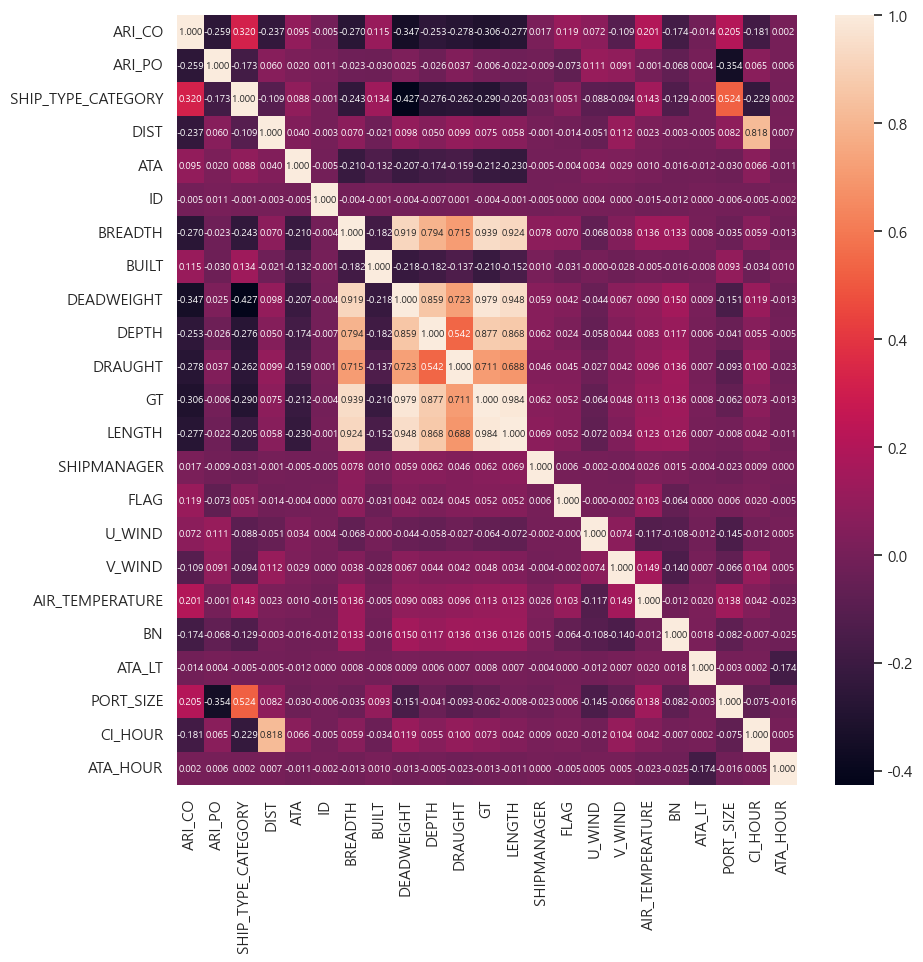 ARI_CO 1.000 -0.259 0.320 -0.237 0.095 -0.005 -0.270 0.115 -0.347 -0.253 -0.278 -0.306 -0.277 0.017 0.119 0.072 -0.109 0.201 -0.174 -0.014 0.205 -0.181 0.002
ARI_PO -0.259 1.000 -0.173 0.060 0.020 0.011 -0.023 -0.030 0.025 -0.026 0.037 -0.006 -0.022 -0.009 -0.073 0.111 0.091 -0.001 -0.068 0.004 -0.354 0.065 0.006
SHIP_TYPE_CATEGORY 0.320 -0.173 1.000 -0.109 0.088 -0.001 -0.243 0.134 -0.427 -0.276 -0.262 -0.290 -0.205 -0.031 0.051 -0.088 -0.094 0.143 -0.129 -0.005 0.524 -0.229 0.002
DIST -0.237 0.060 -0.109 1.000 0.040 -0.003 0.070 -0.021 0.098 0.050 0.099 0.075 0.058 -0.001 -0.014 -0.051 0.112 0.023 -0.003 -0.005 0.082 0.818 0.007
ATA 0.095 0.020 0.088 0.040 1.000 -0.005 -0.210 -0.132 -0.207 -0.174 -0.159 -0.212 -0.230 -0.005 -0.004 0.034 0.029 0.010 -0.016 -0.012 -0.030 0.066 -0.011
ID -0.005 0.011 -0.001 -0.003 -0.005 1.000 -0.004 -0.001 -0.004 -0.007 0.001 -0.004 -0.001 -0.005 0.000 0.004 0.000 -0.015 -0.012 0.000 -0.006 -0.005 -0.002
BREADTH -0.270 -0.023 -0.243 0.070 -0.210 -0.004 1.000 -0.182 0.919 0.794 0.715 0.939 0.924 0.078 0.070 -0.068 0.038 0.136 0.133 0.008 -0.035 0.059 -0.013
BUILT 0.115 -0.030 0.134 -0.021 -0.132 -0.001 -0.182 1.000 -0.218 -0.182 -0.137 -0.210 -0.152 0.010 -0.031 -0.000 -0.028 -0.005 -0.016 -0.008 0.093 -0.034 0.010
DEADWEIGHT -0.347 0.025 -0.427 0.098 -0.207 -0.004 0.919 -0.218 1.000 0.859 0.723 0.979 0.948 0.059 0.042 -0.044 0.067 0.090 0.150 0.009 -0.151 0.119 -0.013
DEPTH -0.253 -0.026 -0.276 0.050 -0.174 -0.007 0.794 -0.182 0.859 1.000 0.542 0.877 0.868 0.062 0.024 -0.058 0.044 0.083 0.117 0.006 -0.041 0.055 -0.005
DRAUGHT -0.278 0.037 -0.262 0.099 -0.159 0.001 0.715 -0.137 0.723 0.542 1.000 0.711 0.688 0.046 0.045 -0.027 0.042 0.096 0.136 0.007 -0.093 0.100 -0.023
GT -0.306 -0.006 -0.290 0.075 -0.212 -0.004 0.939 -0.210 0.979 0.877 0.711 1.000 0.984 0.062 0.052 -0.064 0.048 0.113 0.136 0.008 -0.062 0.073 -0.013
LENGTH -0.277 -0.022 -0.205 0.058 -0.230 -0.001 0.924 -0.152 0.948 0.868 0.688 0.984 1.000 0.069 0.052 -0.072 0.034 0.123 0.126 0.007 -0.008 0.042 -0.011
SHIPMANAGER 0.017 -0.009 -0.031 -0.001 -0.005 -0.005 0.078 0.010 0.059 0.062 0.046 0.062 0.069 1.000 0.006 -0.002 -0.004 0.026 0.015 -0.004 -0.023 0.009 0.000
FLAG 0.119 -0.073 0.051 -0.014 -0.004 0.000 0.070 -0.031 0.042 0.024 0.045 0.052 0.052 0.006 1.000 -0.000 -0.002 0.103 -0.064 0.000 0.006 0.020 -0.005
U_WIND 0.072 0.111 -0.088 -0.051 0.034 0.004 -0.068 -0.000 -0.044 -0.058 -0.027 -0.064 -0.072 -0.002 -0.000 1.000 0.074 -0.117 -0.108 -0.012 -0.145 -0.012 0.005
V_WIND -0.109 0.091 -0.094 0.112 0.029 0.000 0.038 -0.028 0.067 0.044 0.042 0.048 0.034 -0.004 -0.002 0.074 1.000 0.149 -0.140 0.007 -0.066 0.104 0.005
AIR_TEMPERATURE 0.201 -0.001 0.143 0.023 0.010 -0.015 0.136 -0.005 0.090 0.083 0.096 0.113 0.123 0.026 0.103 -0.117 0.149 1.000 -0.012 0.020 0.138 0.042 -0.023
BN -0.174 -0.068 -0.129 -0.003 -0.016 -0.012 0.133 -0.016 0.150 0.117 0.136 0.136 0.126 0.015 -0.064 -0.108 -0.140 -0.012 1.000 0.018 -0.082 -0.007 -0.025
ATA_LT -0.014 0.004 -0.005 -0.005 -0.012 0.000 0.008 -0.008 0.009 0.006 0.007 0.008 0.007 -0.004 0.000 -0.012 0.007 0.020 0.018 1.000 -0.003 0.002 -0.174
PORT_SIZE 0.205 -0.354 0.524 0.082 -0.030 -0.006 -0.035 0.093 -0.151 -0.041 -0.093 -0.062 -0.008 -0.023 0.006 -0.145 -0.066 0.138 -0.082 -0.003 1.000 -0.075 -0.016
CI_HOUR -0.181 0.065 -0.229 0.818 0.066 -0.005 0.059 -0.034 0.119 0.055 0.100 0.073 0.042 0.009 0.020 -0.012 0.104 0.042 -0.007 0.002 -0.075 1.000 0.005
ATA_HOUR 0.002 0.006 0.002 0.007 -0.011 -0.002 -0.013 0.010 -0.013 -0.005 -0.023 -0.013 -0.011 0.000 -0.005 0.005 0.005 -0.023 -0.025 -0.174 -0.016 0.005 1.000
ARI_CO ARI_PO SHIP_TYPE_CATEGORY DIST ATA ID BREADTH BUILT DEADWEIGHT DEPTH DRAUGHT GT LENGTH SHIPMANAGER FLAG U_WIND V_WIND AIR_TEMPERATURE BN ATA_LT PORT_SIZE CI_HOUR ATA_HOUR
1.0
0.8
0.6
0.4
0.2
0.0
-0.2
-0.4